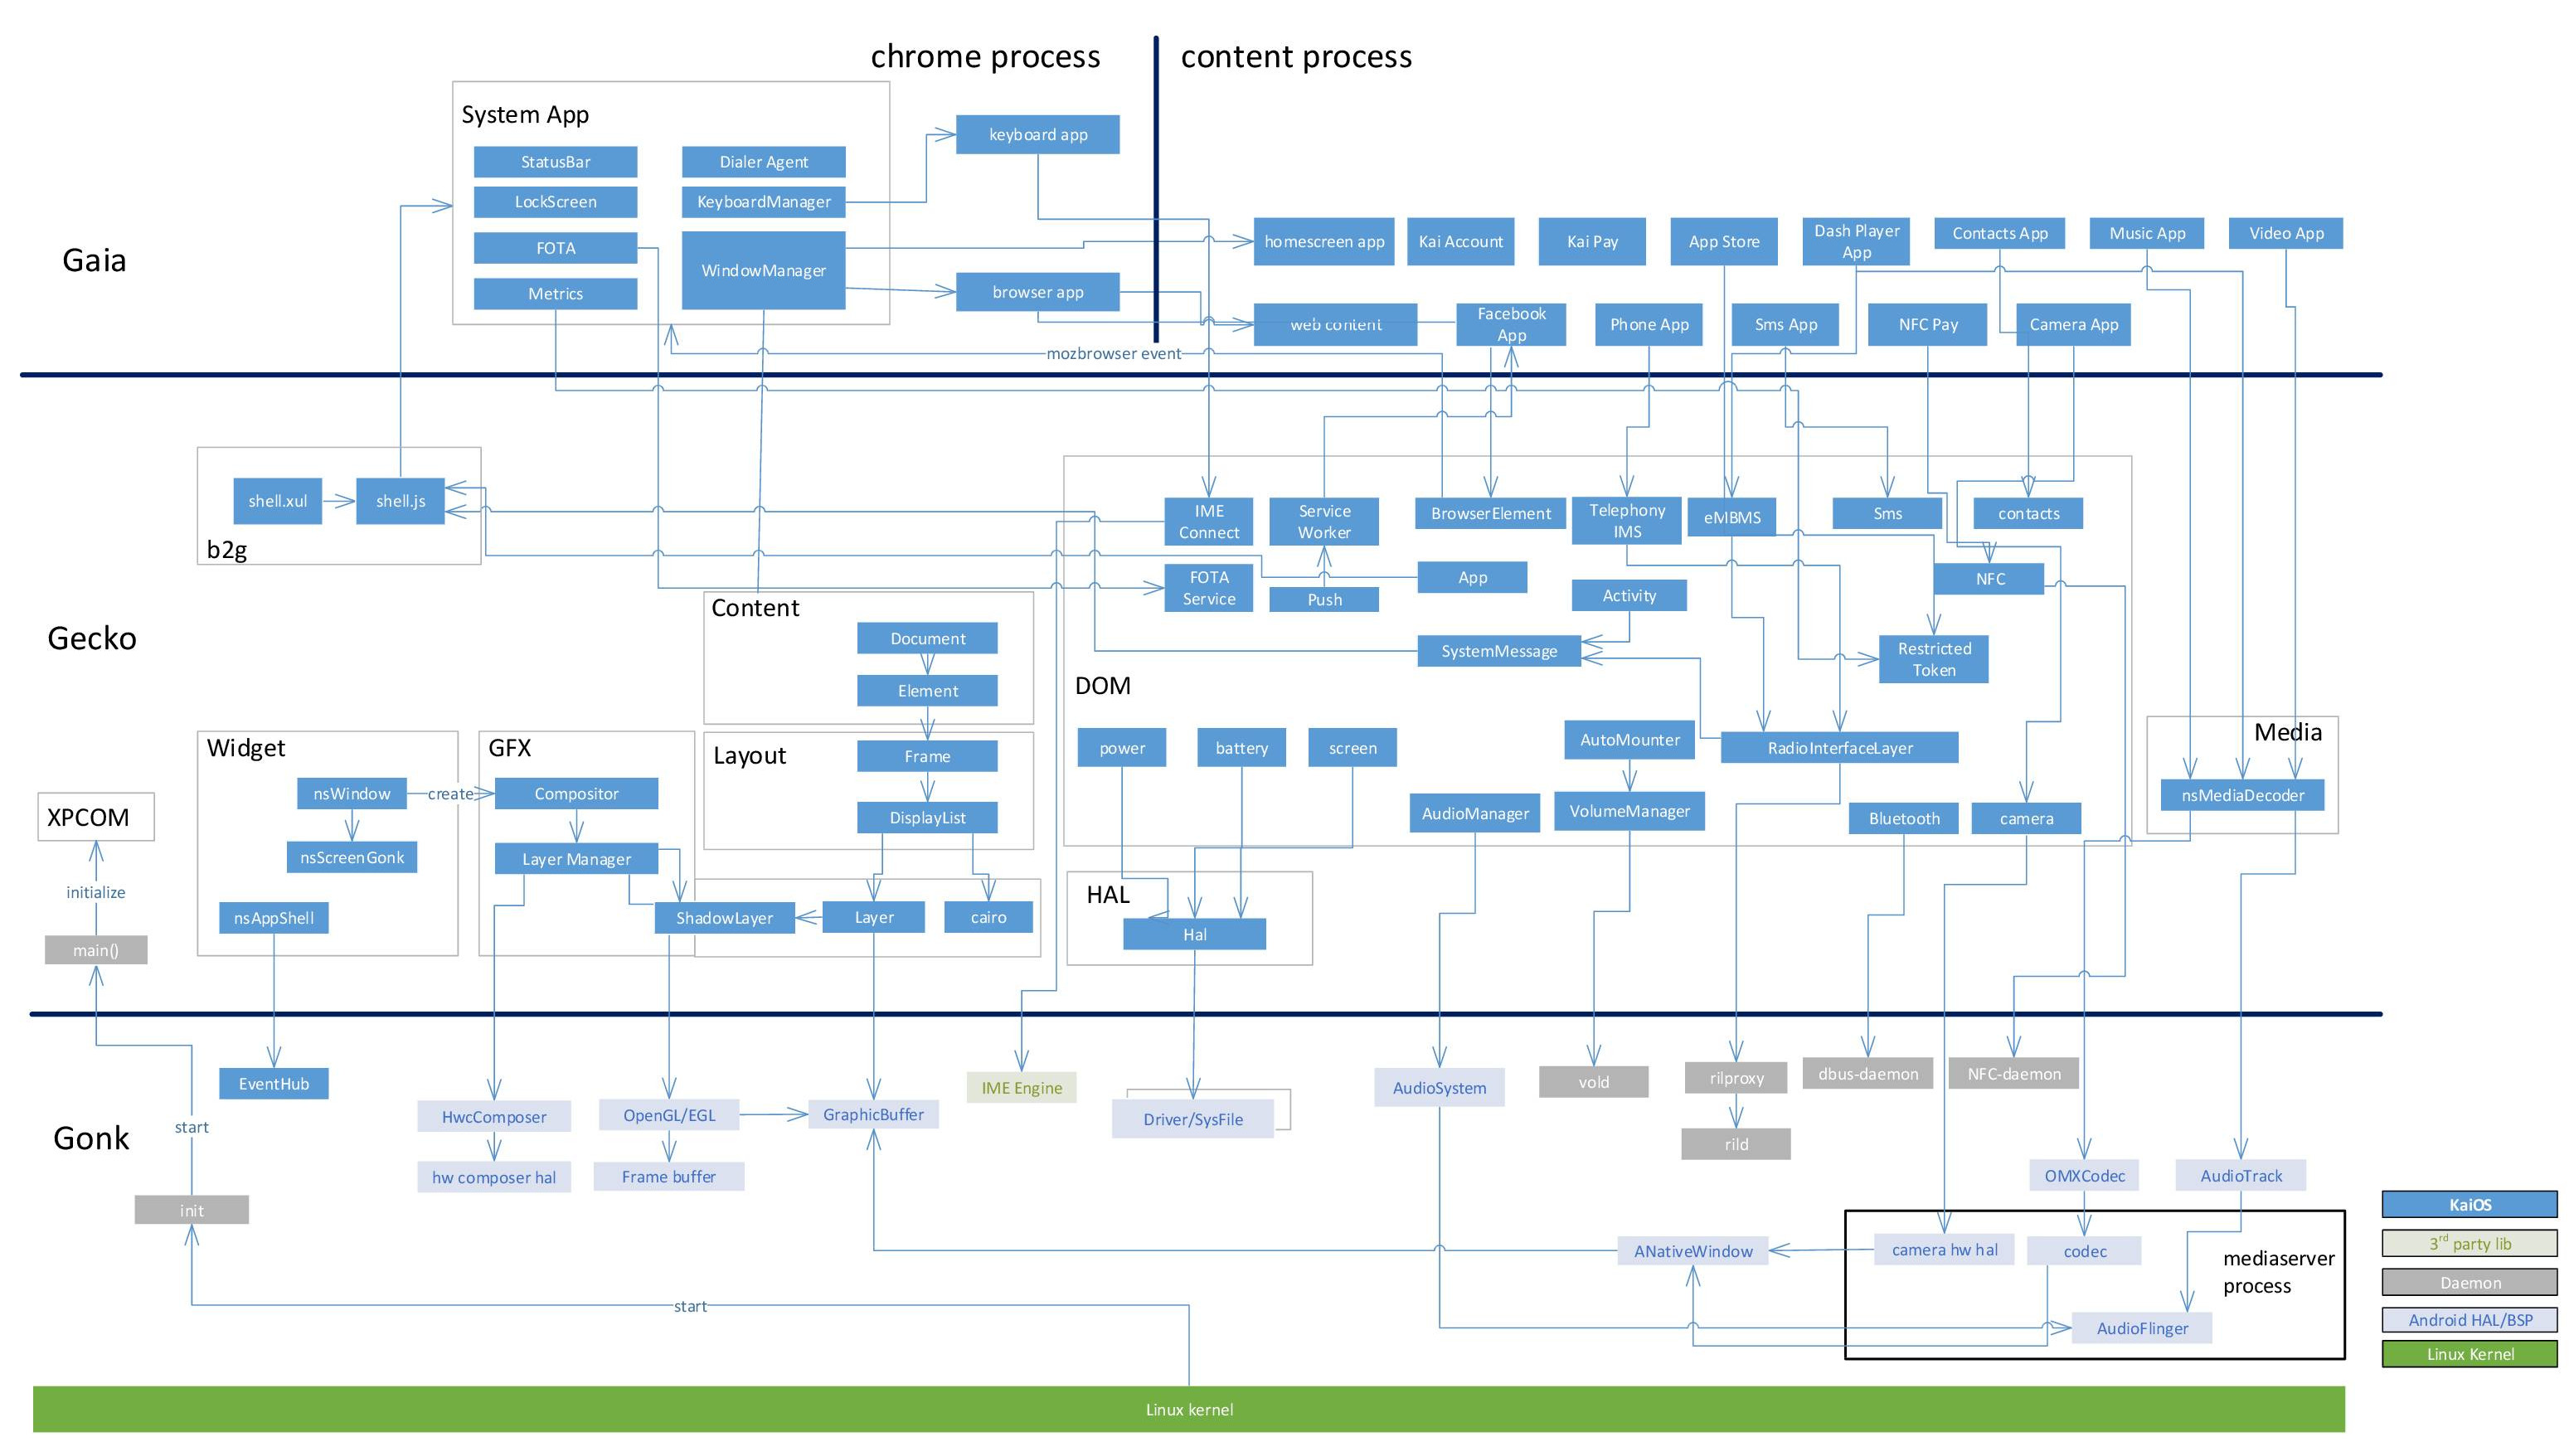 chrome process
content process
System App
StatusBar
Dialer Agent
LockScreen
KeyboardManager
FOTA
WindowManager
Metrics
keyboard app
browser app
Gaia
homescreen app
Kai Account
Kai Pay
App Store
Dash Player
App
Contacts App
Music App
Video App
web content
Facebook
App
Phone App
Sms App
NFC Pay
Camera App
mozbrowser event
shell.xul
shell.js
b2g
IME
Connect
Service
Worker
BrowserElement
Telephony
IMS
eMBMS
Sms
contacts
FOTA
Service
Push
App
Activity
NFC
SystemMessage
Restricted
Token
DOM
Gecko
Content
Document
Element
Widget
nsWindow
create
nsScreenGonk
nsAppShell
GFX
Compositor
Layer Manager
Layout
Frame
DisplayList
ShadowLayer
Layer
cairo
power
battery
screen
AutoMounter
RadioInterfaceLayer
AudioManager
VolumeManager
Bluetooth
camera
Media
nsMediaDecoder
HAL
Hal
XPCOM
initialize
main()
Gonk
start
init
EventHub
HwcComposer
hw composer hal
OpenGL/EGL
Frame buffer
GraphicBuffer
IME Engine
Driver/SysFile
AudioSystem
vold
rilproxy
rild
dbus-daemon
NFC-daemon
OMXCodec
AudioTrack
ANativeWindow
camera hw hal
codec
mediaserver
process
AudioFlinger
start
KaiOS
3rd party lib
Daemon
Android HAL/BSP
Linux Kernel
Linux kernel